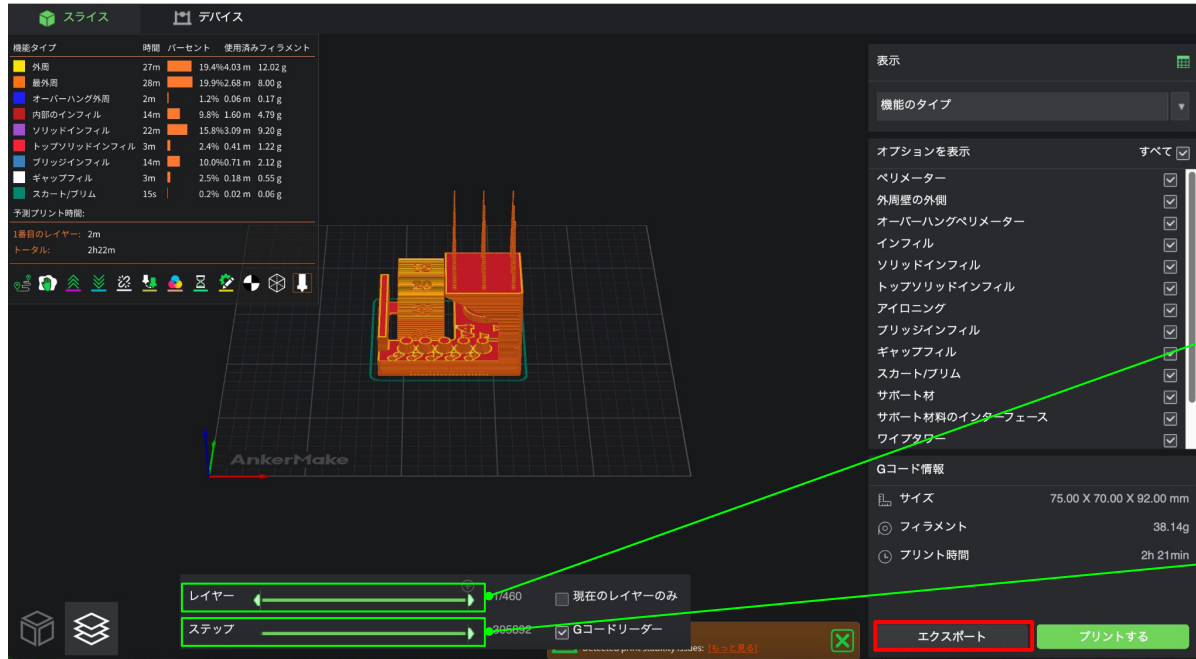 スライス
デバイス
機能タイプ 時間 パーセント 使用済みフィラメント
外周 27m 19.4% 4.03 m 12.02 g
最外周 28m 19.9% 2.68 m 8.00 g
オーバーハング外周 2m 1.2% 0.06 m 0.17 g
内部のインフィル 14m 9.8% 1.60 m 4.79 g
ソリッドインフィル 22m 15.8% 3.09 m 9.20 g
トップソリッドインフィル 3m 2.4% 0.41 m 1.22 g
ブリッジインフィル 14m 10.0% 0.71 m 2.12 g
ギャップフィル 3m 2.5% 0.18 m 0.55 g
スカート/ブリム 15s 0.2% 0.02 m 0.06 g
予測プリント時間:
1番目のレイヤー: 2m
トータル: 2h22m
20
AnkerMake
レイヤー 1/460 現在のレイヤーのみ
ステップ 305892 Gコードリーダー
Detected print stability issues: [もっと見る]
表示
機能のタイプ
オプションを表示 すべて
ペリメーター
外周壁の外側
オーバーハングペリメーター
インフィル
ソリッドインフィル
トップソリッドインフィル
アイロニング
ブリッジインフィル
ギャップフィル
スカート/ブリム
サポート材
サポート材料のインターフェース
ワイプタワー
Gコード情報
サイズ 75.00 X 70.00 X 92.00 mm
フィラメント 38.14g
プリント時間 2h 21min
エクスポート
プリントする